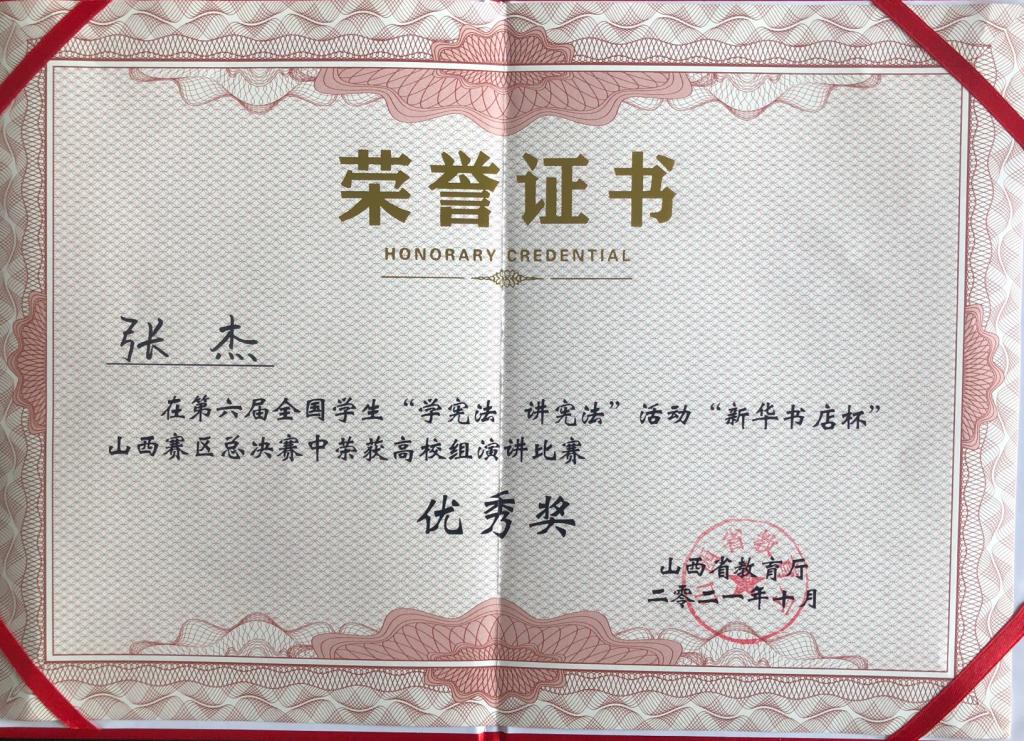 荣誉证书
HONORARY CREDENTIAL
张 杰
在第六届全国学生“学宪法 讲宪法”活动“新华书店杯”
山西赛区总决赛中荣获高校组演讲比赛
优秀奖
山西省教育厅
二零二一年十月